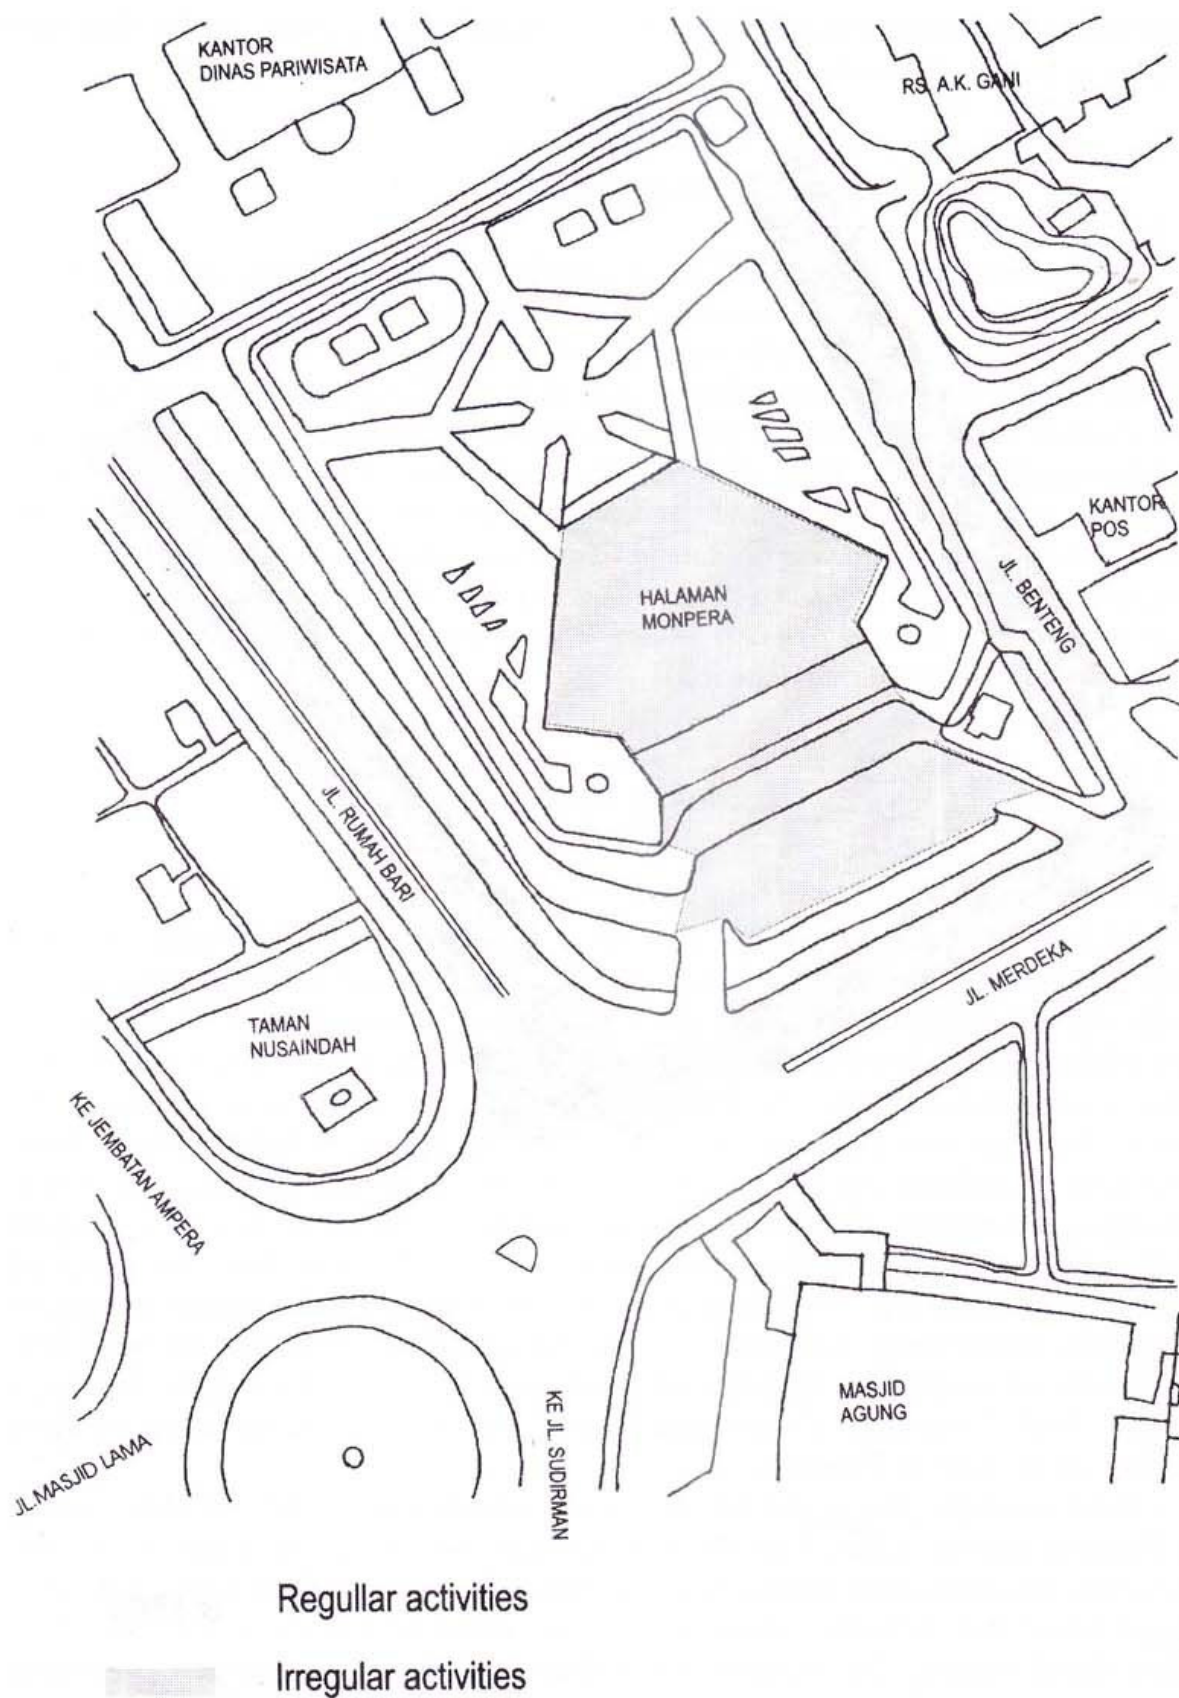 KANTOR
DINAS PARIWISATA
RS. A.K. GANI
KANTOR
POS
JL. BENTENG
HALAMAN
MONPERA
JL. RUMAH BARI
JL. MERDEKA
TAMAN
NUSAINDAH
KE JEMBATAN AMPERA
MASJID
AGUNG
KE JL. SUDIRMAN
JL.MASJID LAMA
Regullar activities
Irregular activities